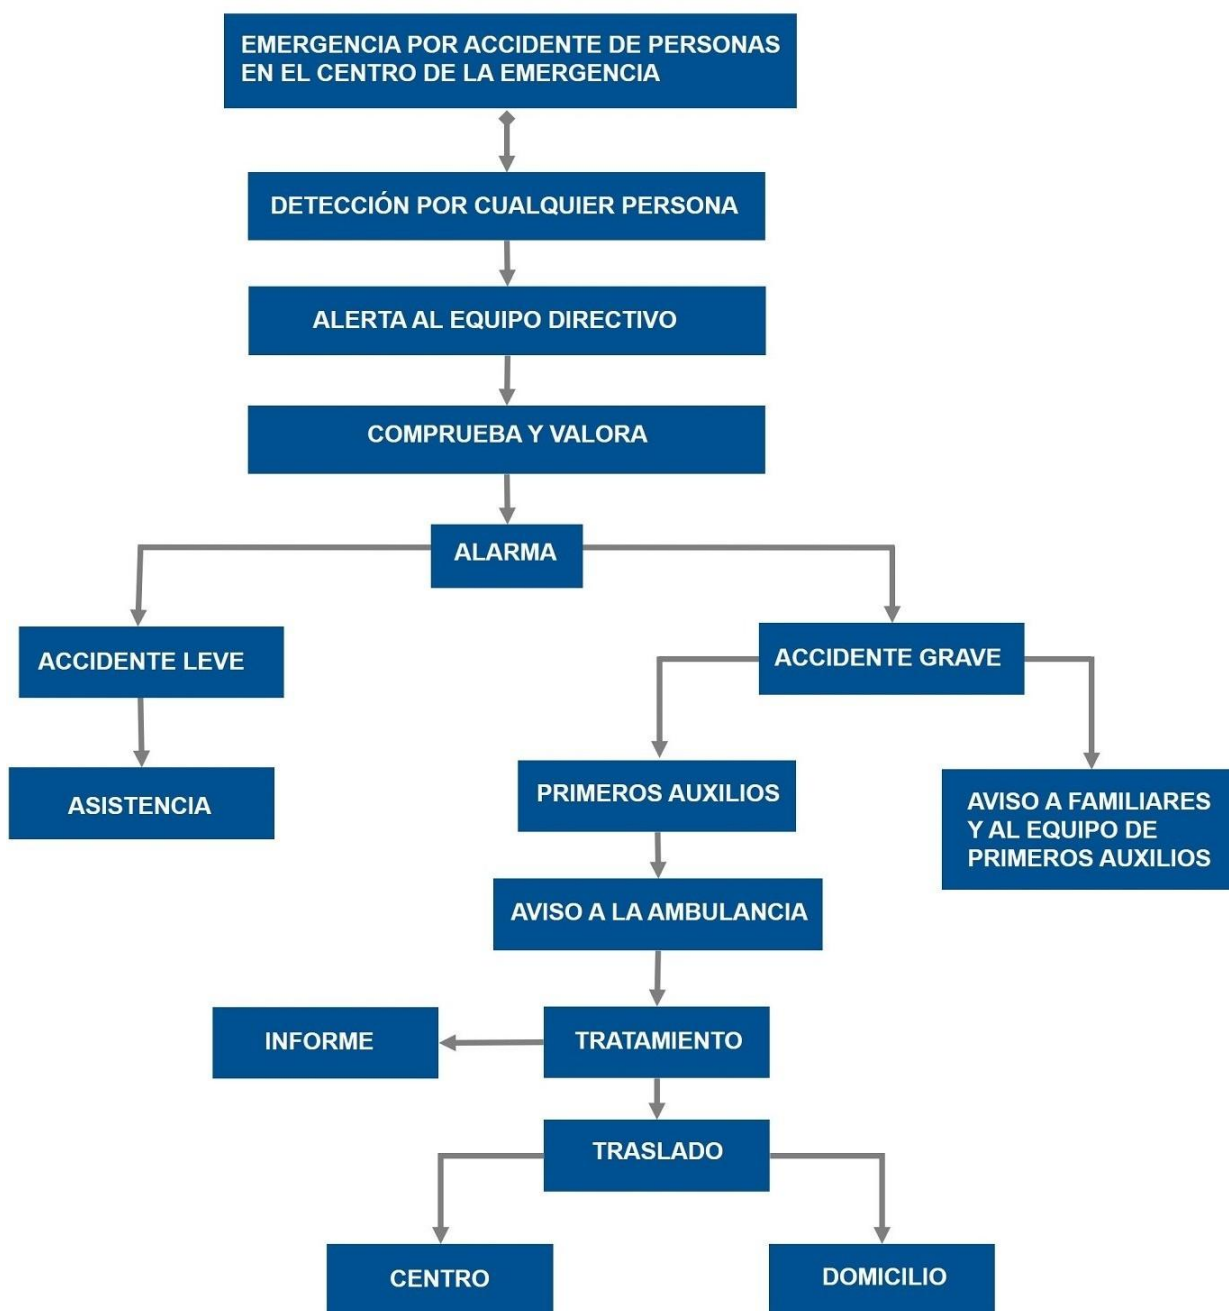 EMERGENCIA POR ACCIDENTE DE PERSONAS
EN EL CENTRO DE LA EMERGENCIA
DETECCIÓN POR CUALQUIER PERSONA
ALERTA AL EQUIPO DIRECTIVO
COMPRUEBA Y VALORA
ALARMA
ACCIDENTE LEVE
ACCIDENTE GRAVE
ASISTENCIA
PRIMEROS AUXILIOS
AVISO A FAMILIARES
Y AL EQUIPO DE
PRIMEROS AUXILIOS
AVISO A LA AMBULANCIA
INFORME
TRATAMIENTO
TRASLADO
CENTRO
DOMICILIO